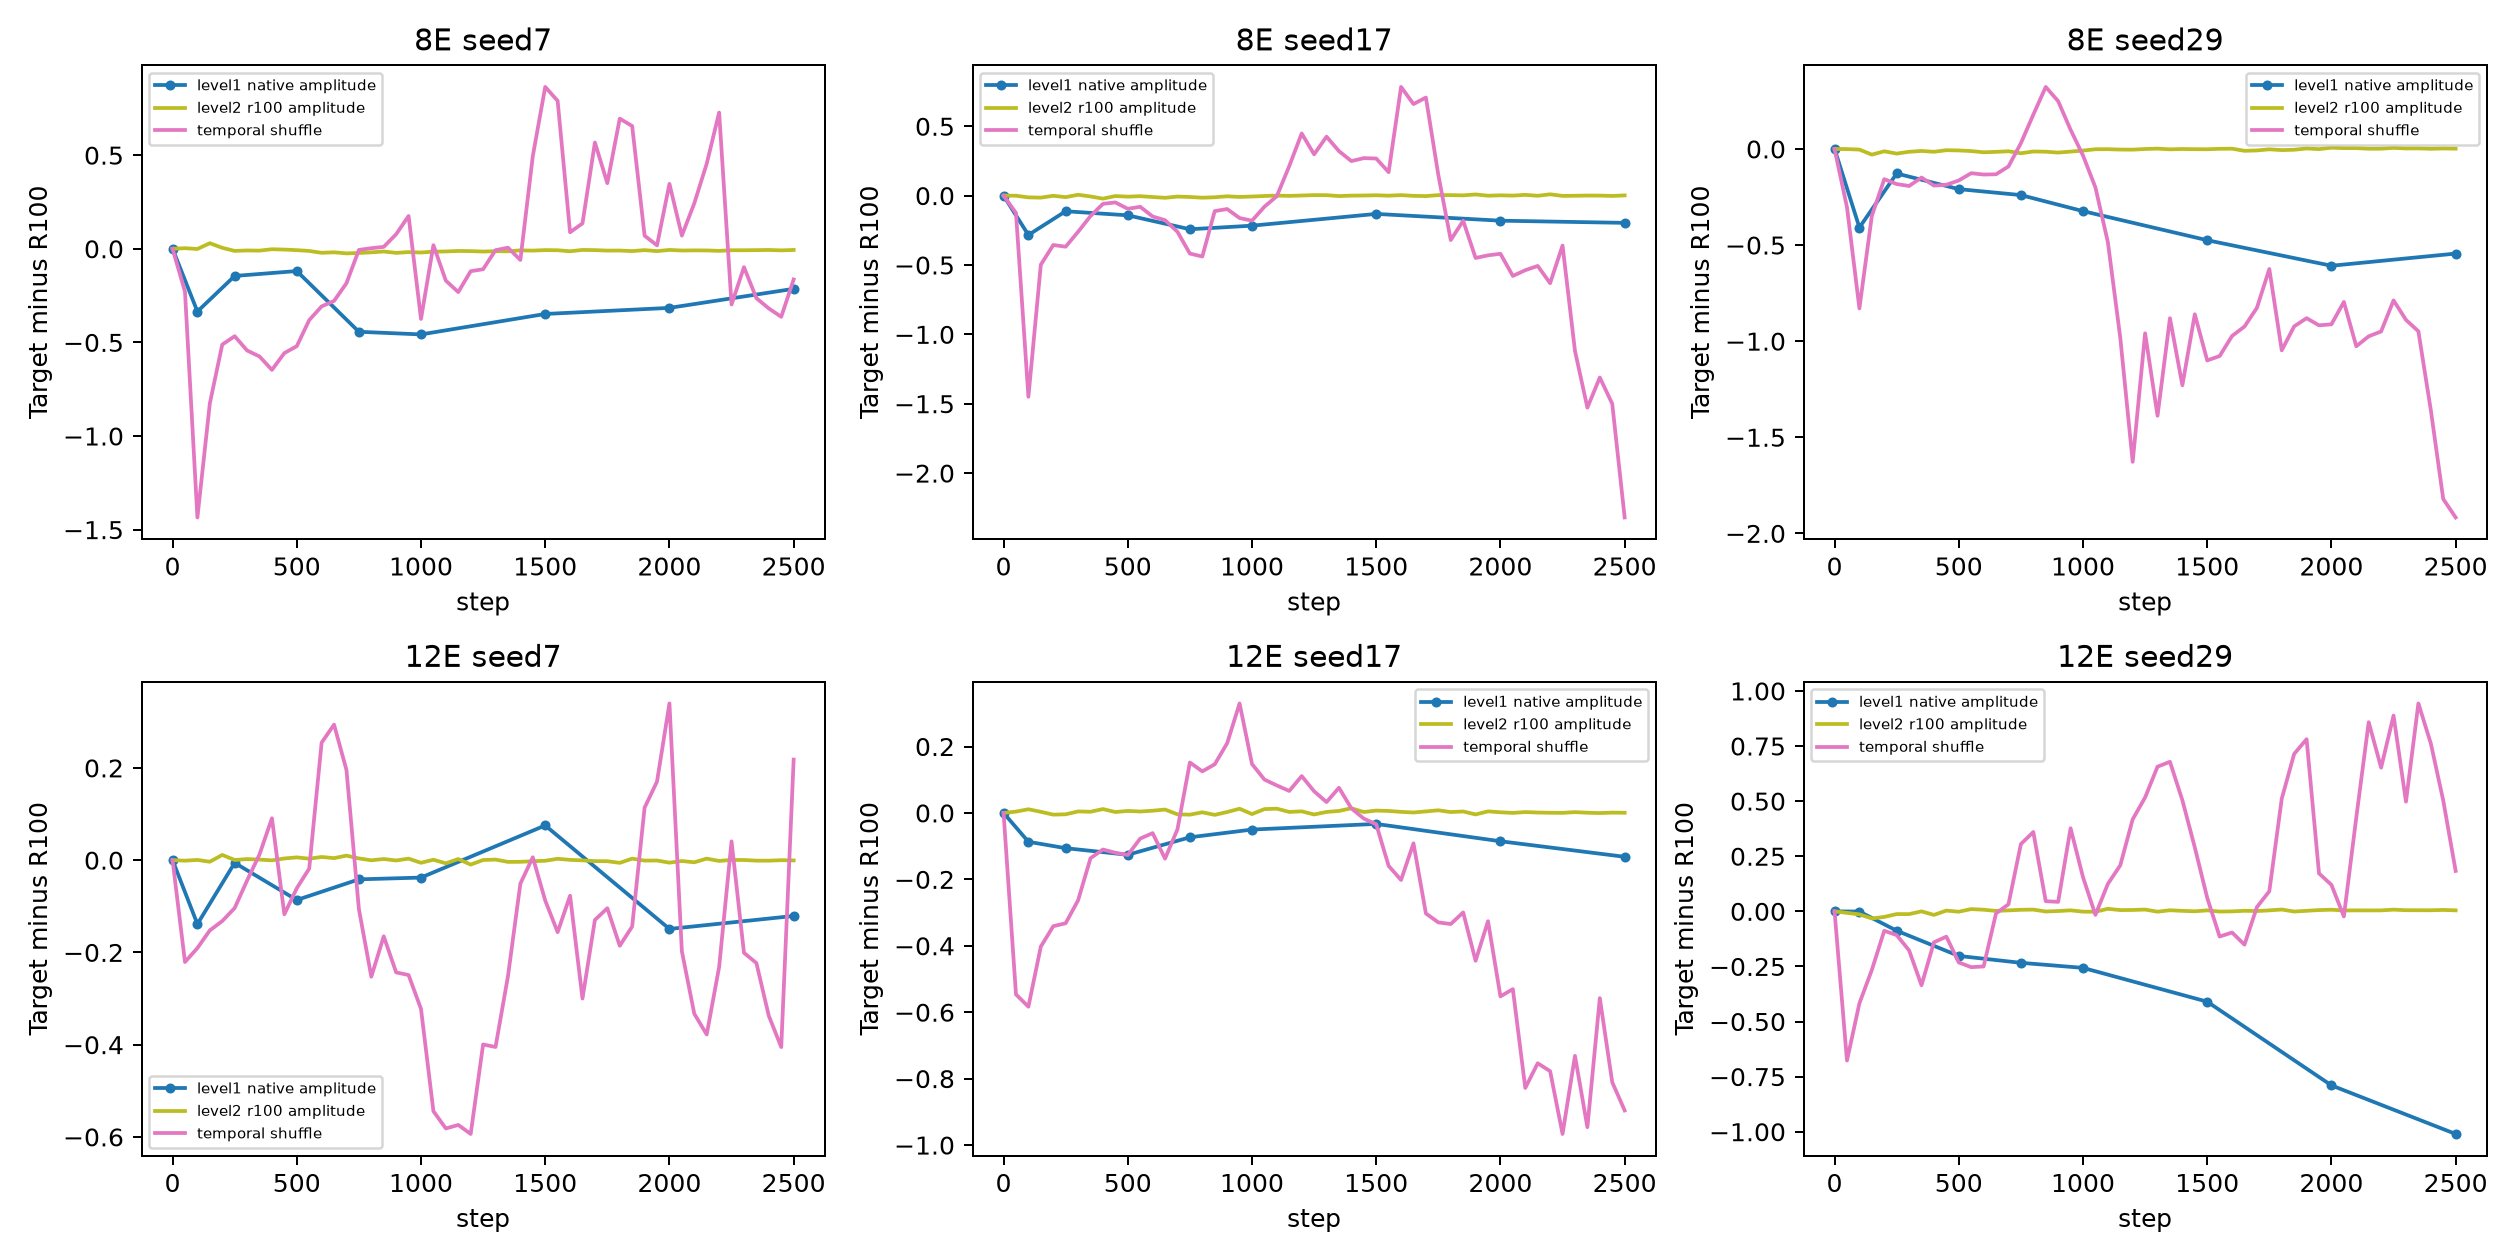 8E seed7
level1 native amplitude
level2 r100 amplitude
temporal shuffle
Target minus R100
0.5
0.0
−0.5
−1.0
−1.5
0 500 1000 1500 2000 2500
step
8E seed17
level1 native amplitude
level2 r100 amplitude
temporal shuffle
Target minus R100
0.5
0.0
−0.5
−1.0
−1.5
−2.0
0 500 1000 1500 2000 2500
step
8E seed29
level1 native amplitude
level2 r100 amplitude
temporal shuffle
Target minus R100
0.0
−0.5
−1.0
−1.5
−2.0
0 500 1000 1500 2000 2500
step
12E seed7
Target minus R100
0.2
0.0
−0.2
−0.4
−0.6
level1 native amplitude
level2 r100 amplitude
temporal shuffle
0 500 1000 1500 2000 2500
step
12E seed17
level1 native amplitude
level2 r100 amplitude
temporal shuffle
Target minus R100
0.2
0.0
−0.2
−0.4
−0.6
−0.8
−1.0
0 500 1000 1500 2000 2500
step
12E seed29
level1 native amplitude
level2 r100 amplitude
temporal shuffle
Target minus R100
1.00
0.75
0.50
0.25
0.00
−0.25
−0.50
−0.75
−1.00
0 500 1000 1500 2000 2500
step